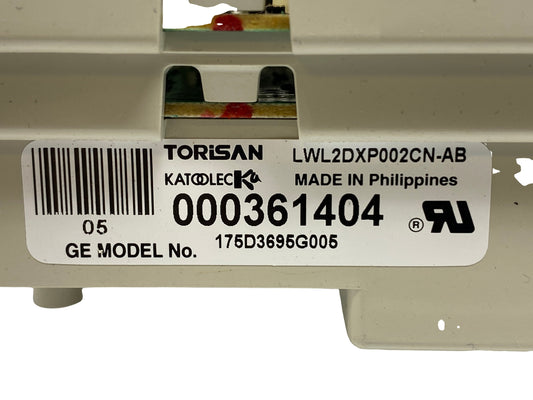 TORiSAN LWL2DXP002CN-AB
KATOOLEC MADE IN Philippines
000361404 ®
05
GE MODEL No. 175D3695G005